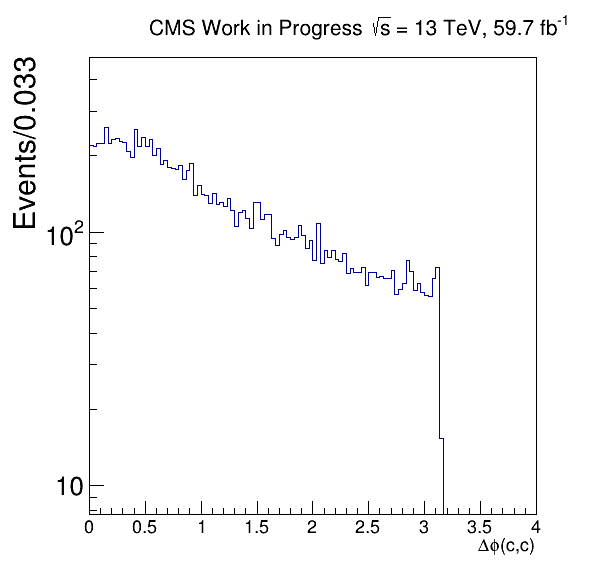 CMS Work in Progress √s = 13 TeV, 59.7 fb⁻¹
Events/0.033
10²
10
0 0.5 1 1.5 2 2.5 3 3.5 4
Δϕ(c,c)